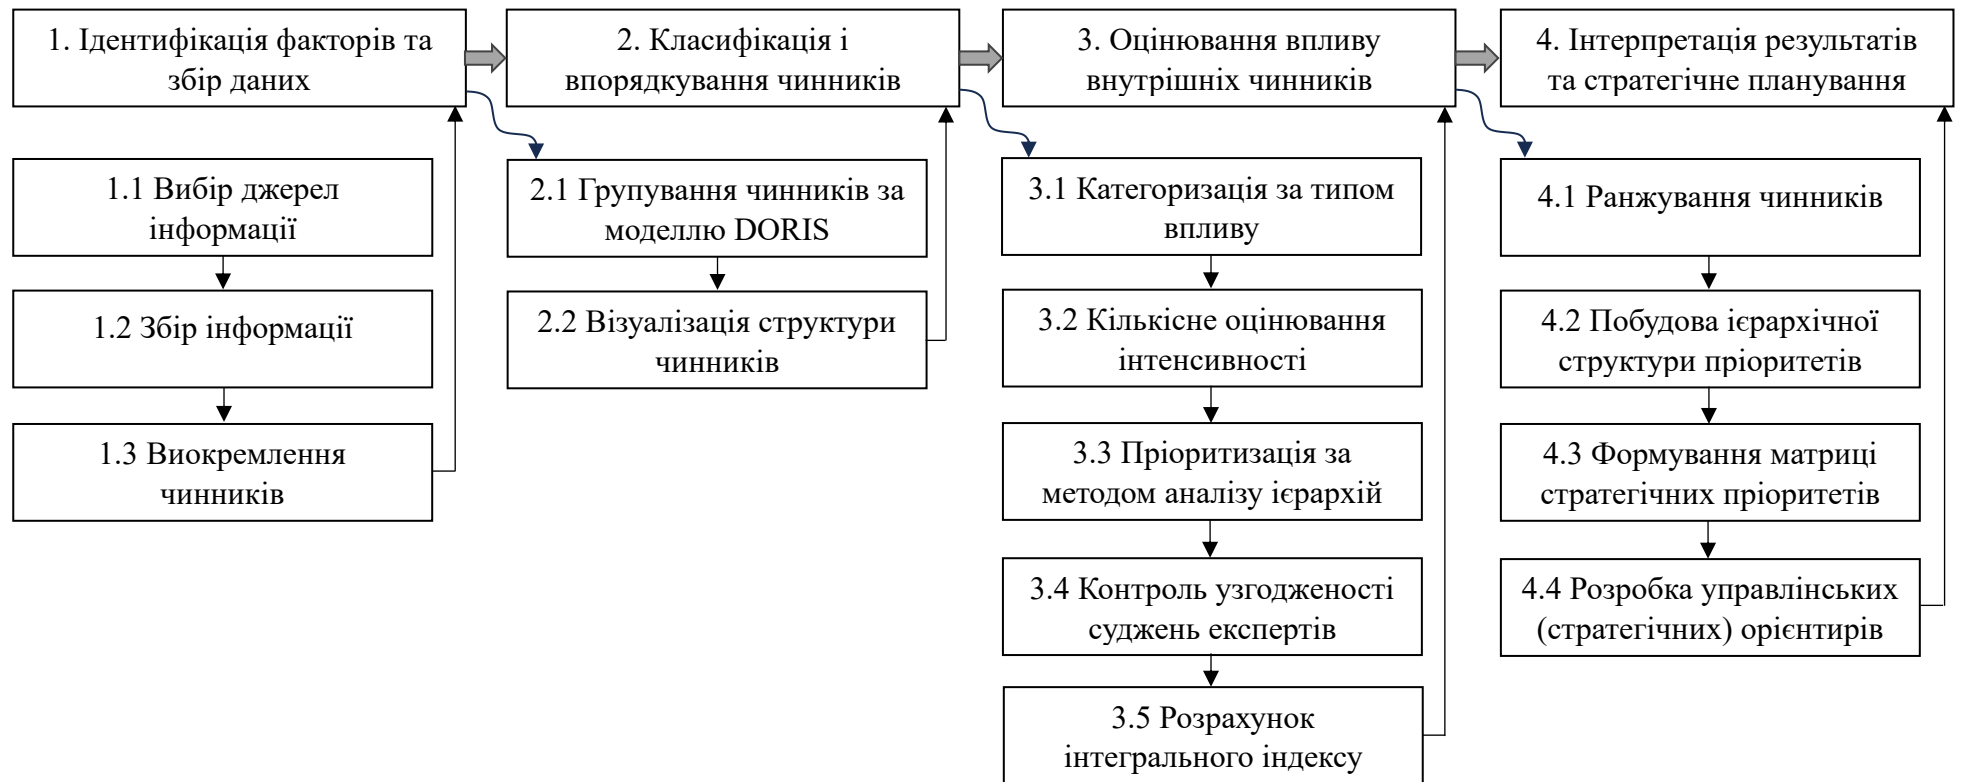 1. Ідентифікація факторів та
збір даних
2. Класифікація і
впорядкування чинників
3. Оцінювання впливу
внутрішніх чинників
4. Інтерпретація результатів
та стратегічне планування
1.1 Вибір джерел
інформації
1.2 Збір інформації
1.3 Виокремлення
чинників
2.1 Групування чинників за
моделлю DORIS
2.2 Візуалізація структури
чинників
3.1 Категоризація за типом
впливу
3.2 Кількісне оцінювання
інтенсивності
3.3 Пріоритизація за
методом аналізу ієрархій
3.4 Контроль узгодженості
суджень експертів
3.5 Розрахунок
інтегрального індексу
4.1 Ранжування чинників
4.2 Побудова ієрархічної
структури пріоритетів
4.3 Формування матриці
стратегічних пріоритетів
4.4 Розробка управлінських
(стратегічних) орієнтирів